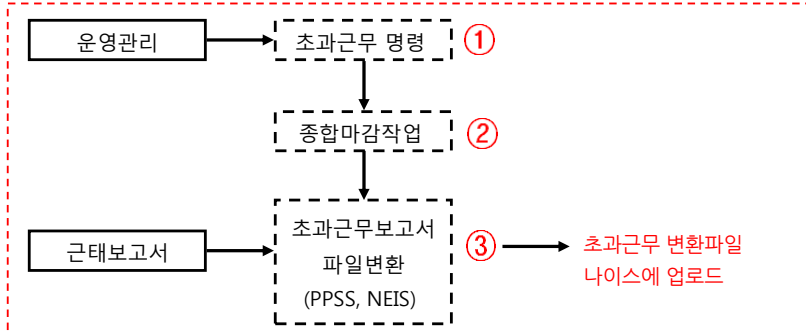 운영관리
초과근무 명령
①
종합마감작업
②
근태보고서
초과근무보고서
파일변환
(PPSS, NEIS)
③
초과근무 변환파일
나이스에 업로드